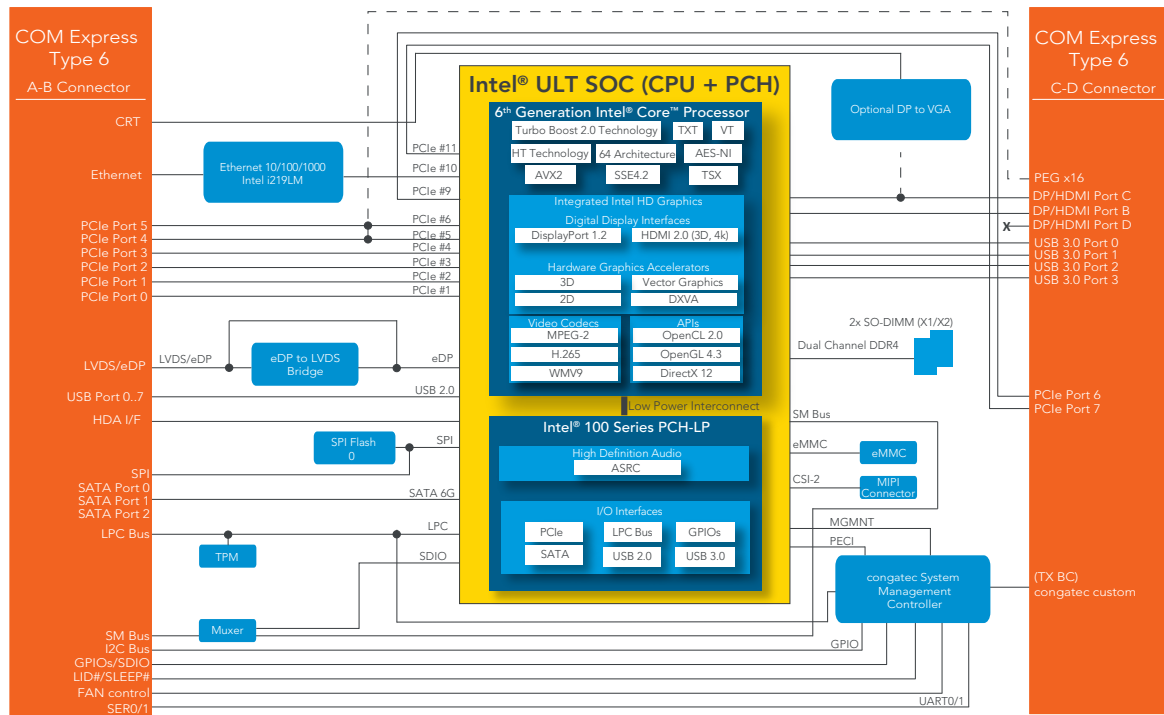 COM Express
Type 6
A-B Connector
CRT
Ethernet
PCIe Port 5
PCIe Port 4
PCIe Port 3
PCIe Port 2
PCIe Port 1
PCIe Port 0
LVDS/eDP
USB Port 0..7
HDA I/F
SPI
SATA Port 0
SATA Port 1
SATA Port 2
LPC Bus
SM Bus
I2C Bus
GPIOs/SDIO
LID#/SLEEP#
FAN control
SER0/1
Ethernet 10/100/1000
Intel i219LM
LVDS/eDP
eDP to LVDS
Bridge
SPI Flash
0
TPM
Muxer
PCIe #11
PCIe #10
PCIe #9
PCIe #6
PCIe #5
PCIe #4
PCIe #3
PCIe #2
PCIe #1
eDP
USB 2.0
SPI
SATA 6G
LPC
SDIO
Intel® ULT SOC (CPU + PCH)
6th Generation Intel® Core™ Processor
Turbo Boost 2.0 Technology
TXT
VT
HT Technology
64 Architecture
AES-NI
AVX2
SSE4.2
TSX
Integrated Intel HD Graphics
Digital Display Interfaces
DisplayPort 1.2
HDMI 2.0 (3D, 4k)
Hardware Graphics Accelerators
3D
Vector Graphics
2D
DXVA
Video Codecs
MPEG-2
H.265
WMV9
APIs
OpenCL 2.0
OpenGL 4.3
DirectX 12
Low Power Interconnect
Intel® 100 Series PCH-LP
High Definition Audio
ASRC
I/O Interfaces
PCIe
LPC Bus
GPIOs
SATA
USB 2.0
USB 3.0
Optional DP to VGA
2x SO-DIMM (X1/X2)
Dual Channel DDR4
SM Bus
eMMC
eMMC
CSI-2
MIPI
Connector
MGMNT
PECI
congatec System
Management
Controller
GPIO
UART0/1
COM Express
Type 6
C-D Connector
PEG x16
DP/HDMI Port C
DP/HDMI Port B
X
DP/HDMI Port D
USB 3.0 Port 0
USB 3.0 Port 1
USB 3.0 Port 2
USB 3.0 Port 3
PCIe Port 6
PCIe Port 7
(TX BC)
congatec custom